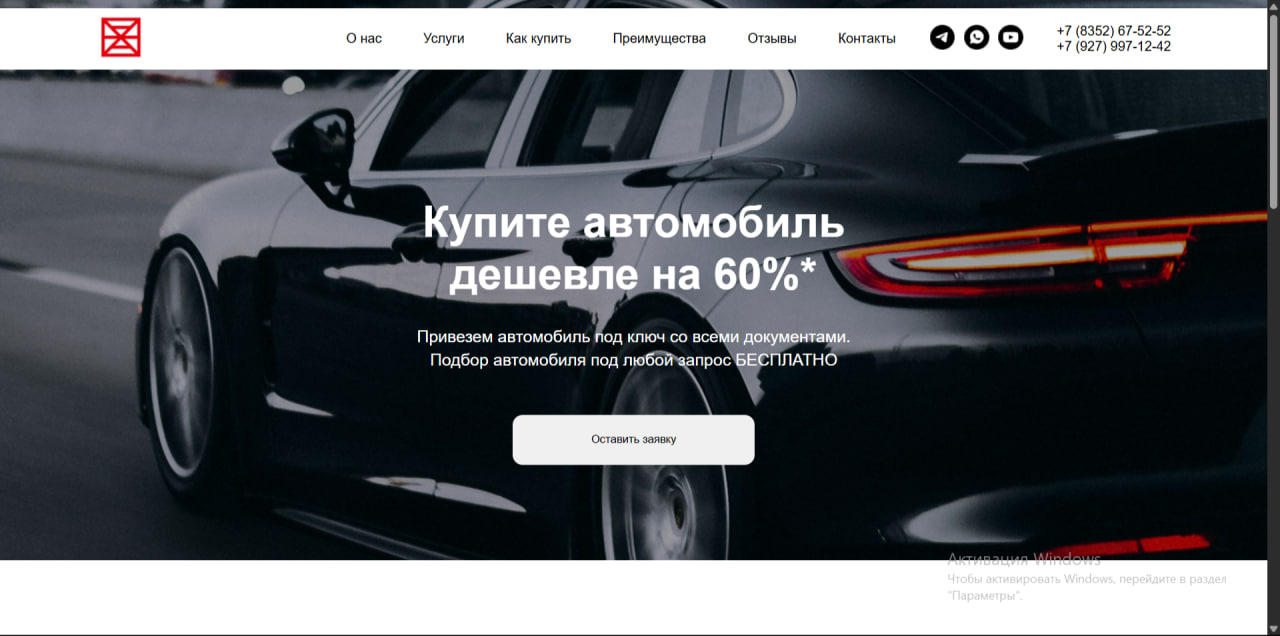 О нас
Услуги
Как купить
Преимущества
Отзывы
Контакты
+7 (8352) 67-52-52
+7 (927) 997-12-42
Купите автомобиль
дешевле на 60%*
Привезем автомобиль под ключ со всеми документами.
Подбор автомобиля под любой запрос БЕСПЛАТНО
Оставить заявку
Активация Windows
Чтобы активировать Windows, перейдите в раздел
"Параметры".